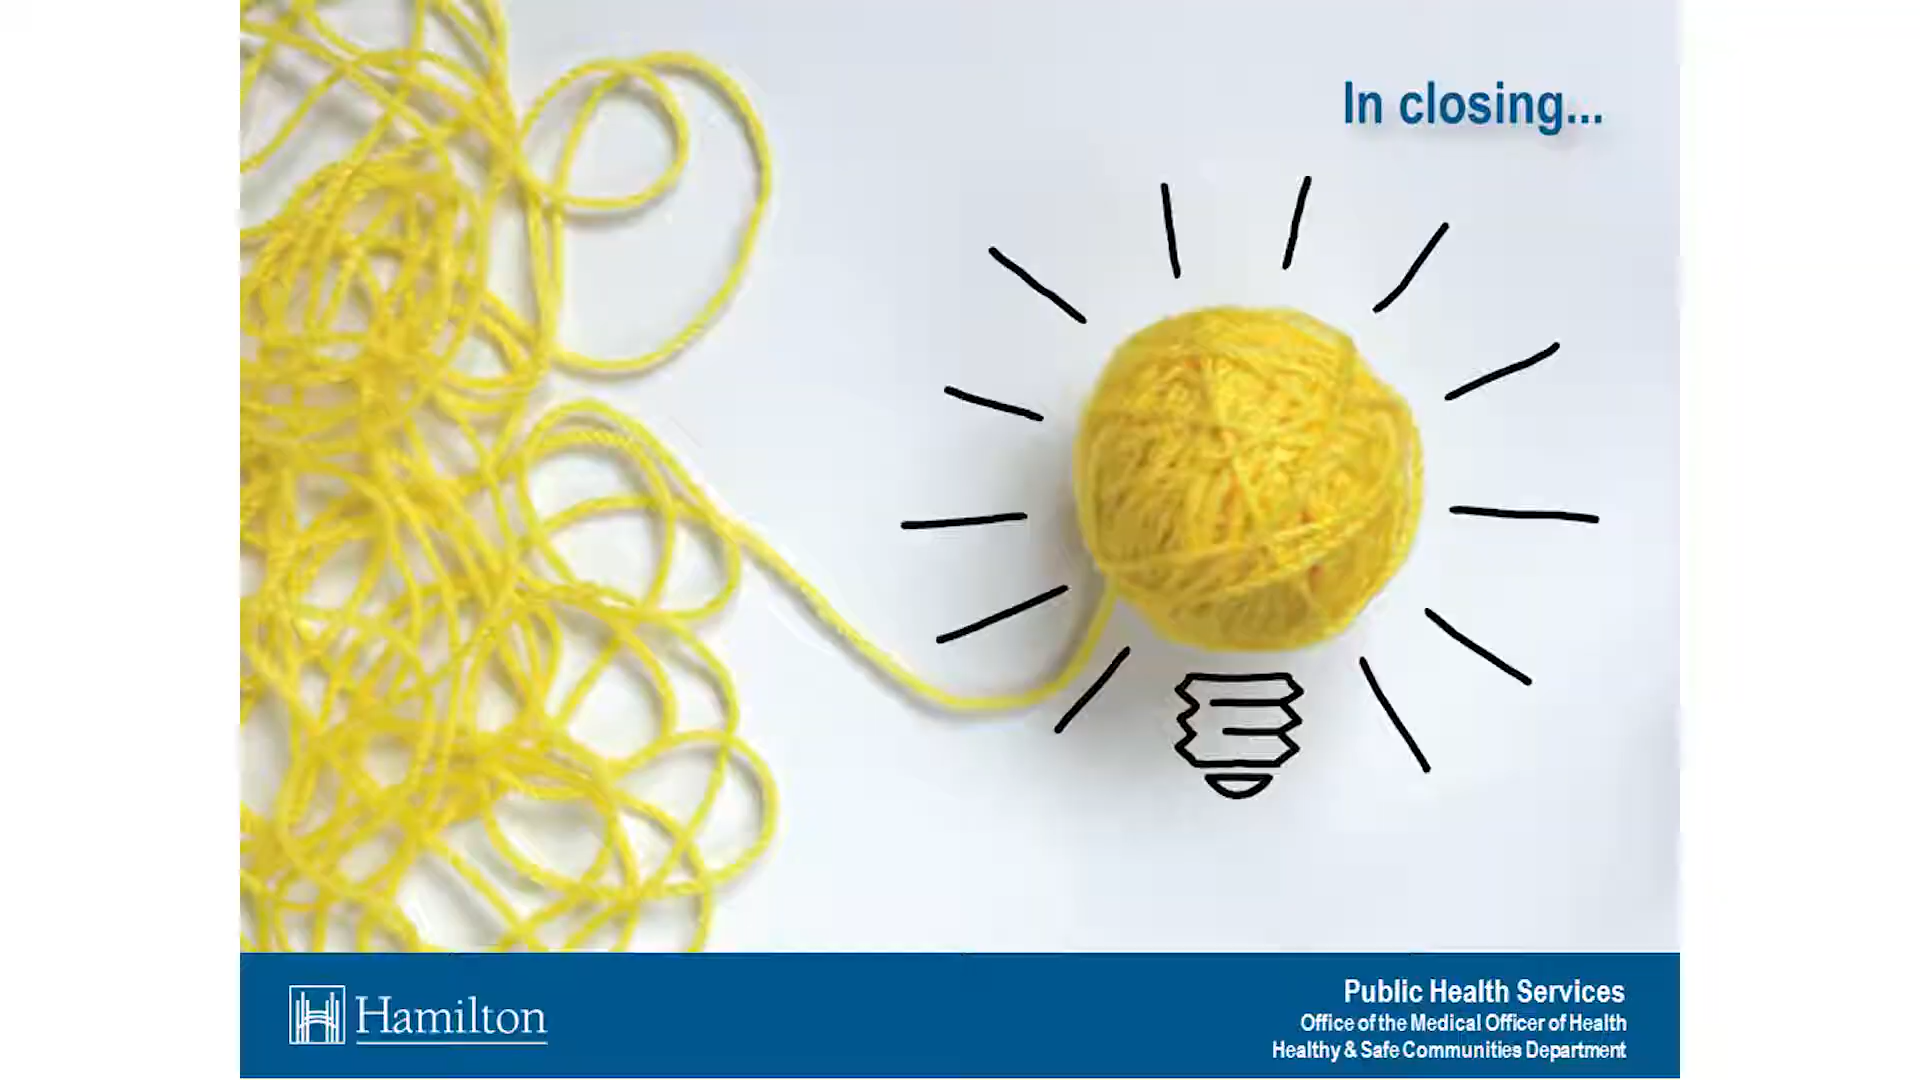 In closing...
Hamilton
Public Health Services
Office of the Medical Officer of Health
Healthy & Safe Communities Department